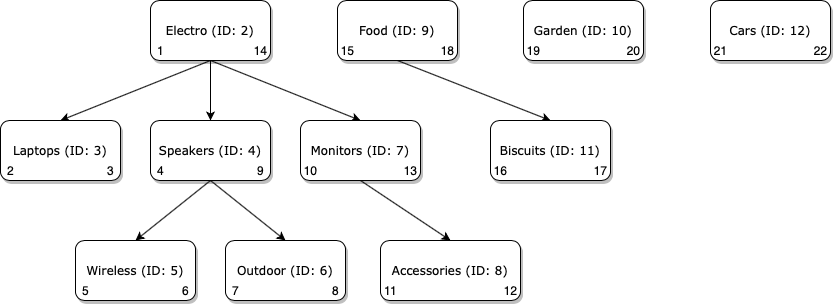 Electro (ID: 2)
1 14
Food (ID: 9)
15 18
Garden (ID: 10)
19 20
Cars (ID: 12)
21 22
Laptops (ID: 3)
2 3
Speakers (ID: 4)
4 9
Monitors (ID: 7)
10 13
Biscuits (ID: 11)
16 17
Wireless (ID: 5)
5 6
Outdoor (ID: 6)
7 8
Accessories (ID: 8)
11 12